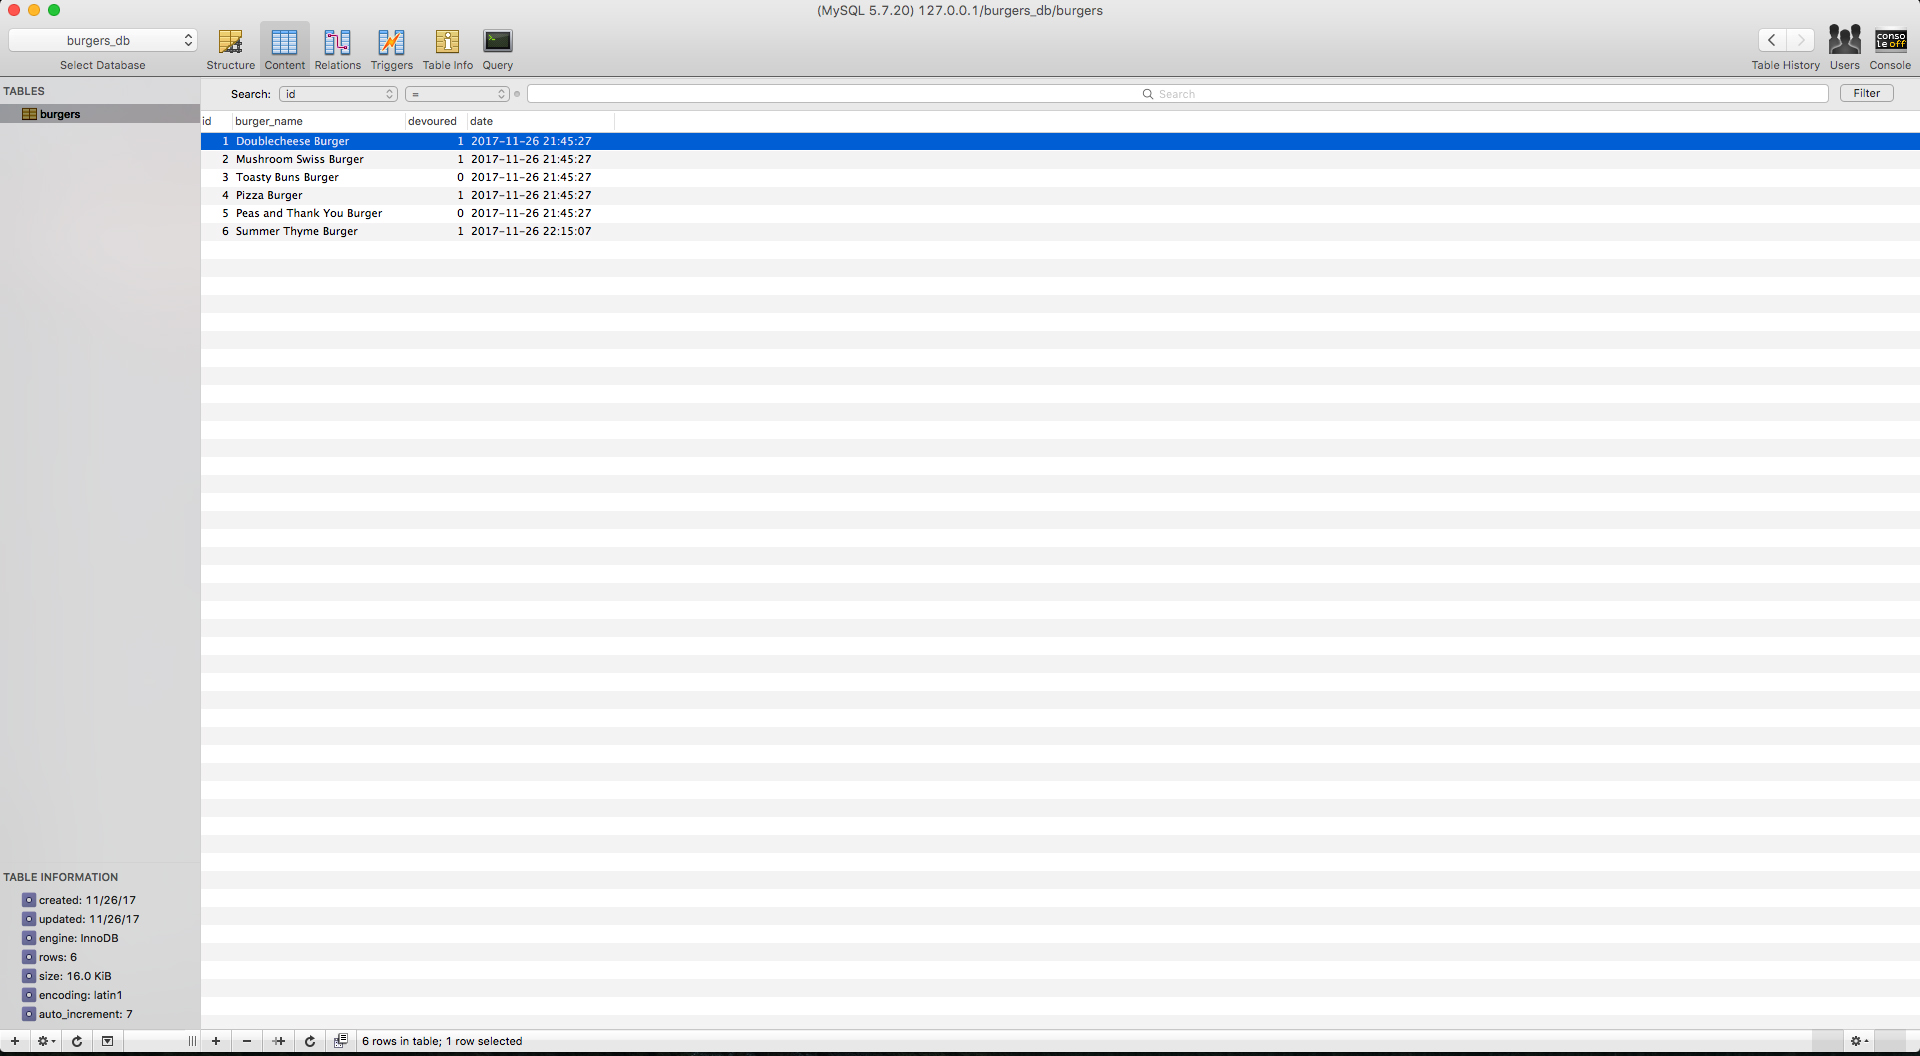 (MySQL 5.7.20) 127.0.0.1/burgers_db/burgers
burgers_db
Select Database
Structure
Content
Relations
Triggers
Table Info
Query
Table History
Users
conso
le off
Console
TABLES
burgers
Search: id = Search Filter
id burger_name devoured date
1 Doublecheese Burger 1 2017-11-26 21:45:27
2 Mushroom Swiss Burger 1 2017-11-26 21:45:27
3 Toasty Buns Burger 0 2017-11-26 21:45:27
4 Pizza Burger 1 2017-11-26 21:45:27
5 Peas and Thank You Burger 0 2017-11-26 21:45:27
6 Summer Thyme Burger 1 2017-11-26 22:15:07
TABLE INFORMATION
created: 11/26/17
updated: 11/26/17
engine: InnoDB
rows: 6
size: 16.0 KiB
encoding: latin1
auto_increment: 7
6 rows in table; 1 row selected